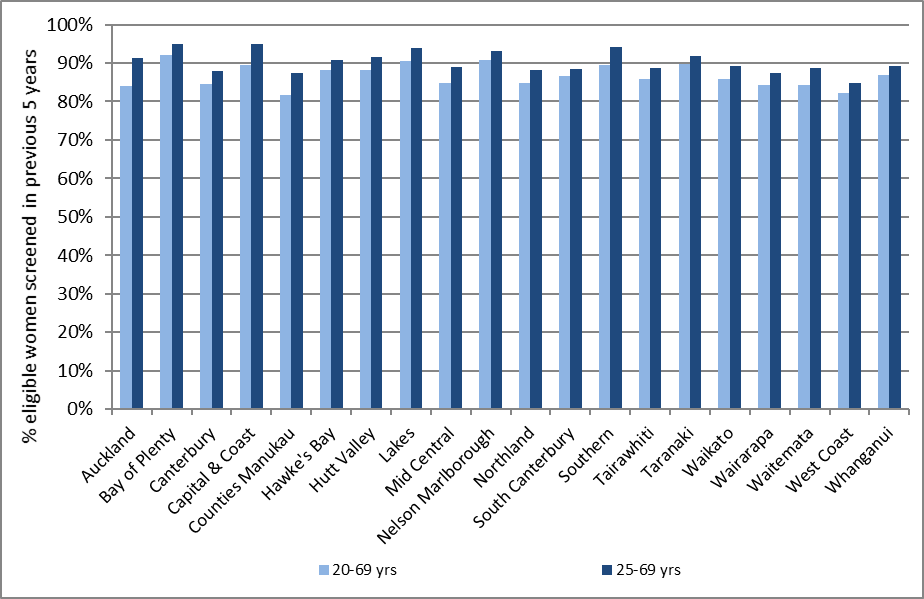 % eligible women screened in previous 5 years
100%
90%
80%
70%
60%
50%
40%
30%
20%
10%
0%
Auckland
Bay of Plenty
Canterbury
Capital & Coast
Counties Manukau
Hawke's Bay
Hutt Valley
Lakes
Mid Central
Nelson Marlborough
Northland
South Canterbury
Southern
Tairawhiti
Taranaki
Waikato
Wairarapa
Waitemata
West Coast
Whanganui
20-69 yrs
25-69 yrs